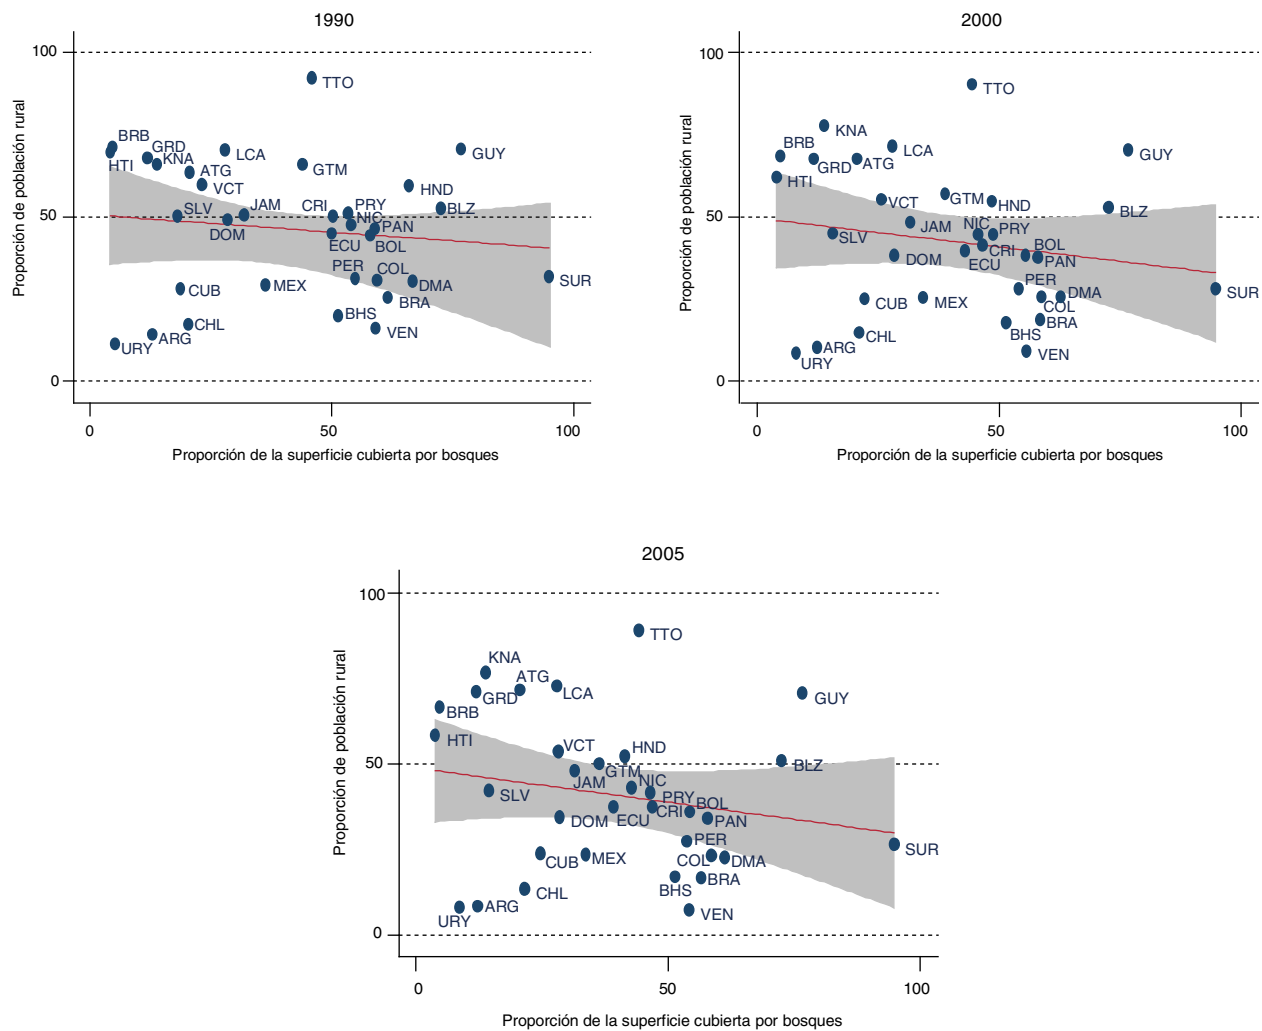 1990
100
50
0
Proporción de población rural
TTO
BRB
HTI
GRD
KNA
ATG
VCT
LCA
GTM
GUY
HND
BLZ
SLV
DOM
JAM
CRI
PRY
NIC
PAN
ECU
BOL
PER
COL
DMA
SUR
CUB
MEX
BRA
BHS
VEN
CHL
ARG
URY
0
50
100
Proporción de la superficie cubierta por bosques
2000
100
50
0
Proporción de población rural
TTO
KNA
BRB
GRD
ATG
LCA
GUY
HTI
VCT
GTM
HND
BLZ
SLV
JAM
NIC
PRY
DOM
CRI
ECU
BOL
PAN
PER
COL
DMA
SUR
CUB
MEX
BRA
BHS
CHL
ARG
URY
VEN
0
50
100
Proporción de la superficie cubierta por bosques
2005
100
50
0
Proporción de población rural
TTO
KNA
GRD
ATG
LCA
GUY
BRB
HTI
VCT
HND
GTM
JAM
NIC
BLZ
SLV
PRY
BOL
CRI
DOM
ECU
PAN
PER
SUR
CUB
MEX
COL
DMA
CHL
BHS
BRA
URY
ARG
VEN
0
50
100
Proporción de la superficie cubierta por bosques